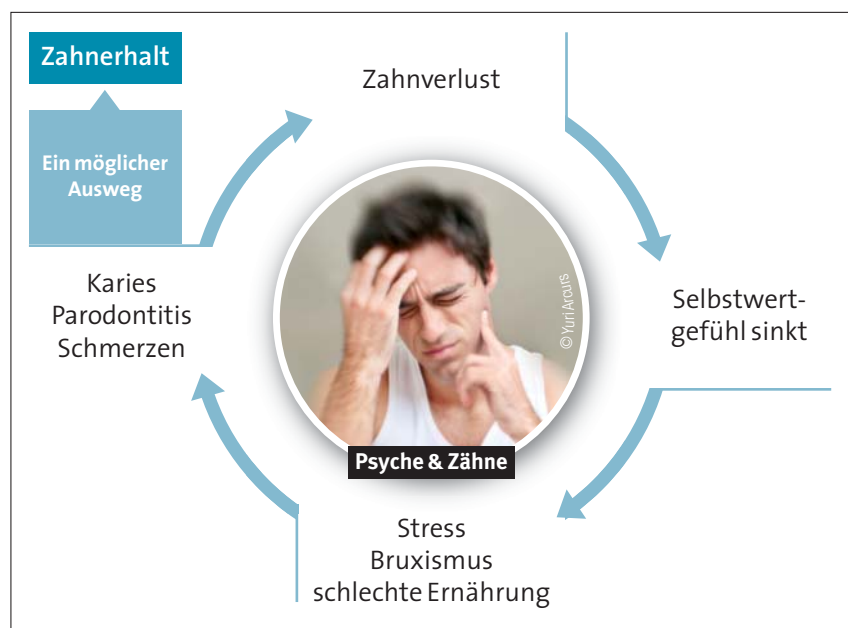 Zahnerhalt
Ein möglicher
Ausweg
Zahnverlust
Karies
Parodontitis
Schmerzen
© Yuri Arcurs
Selbstwert-
gefühl sinkt
Psyche & Zähne
Stress
Bruxismus
schlechte Ernährung